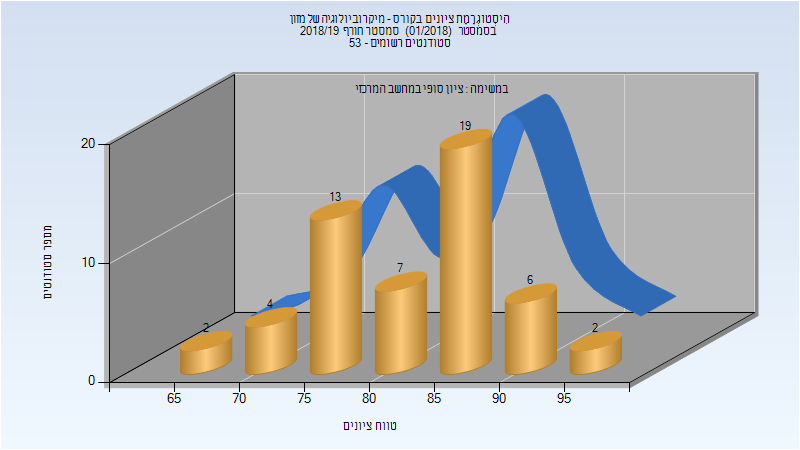 היסטוגרמת ציונים בקורס - מיקרוביולוגיה של מזון
בסמסטר (01/2018) סמסטר חורף 2018/19
סטודנטים רשומים - 53
במשימה : ציון סופי במחשב המרכזי
20
10
0
מספר סטודנטים
2
4
13
7
19
6
2
65
70
75
80
85
90
95
טווח ציונים